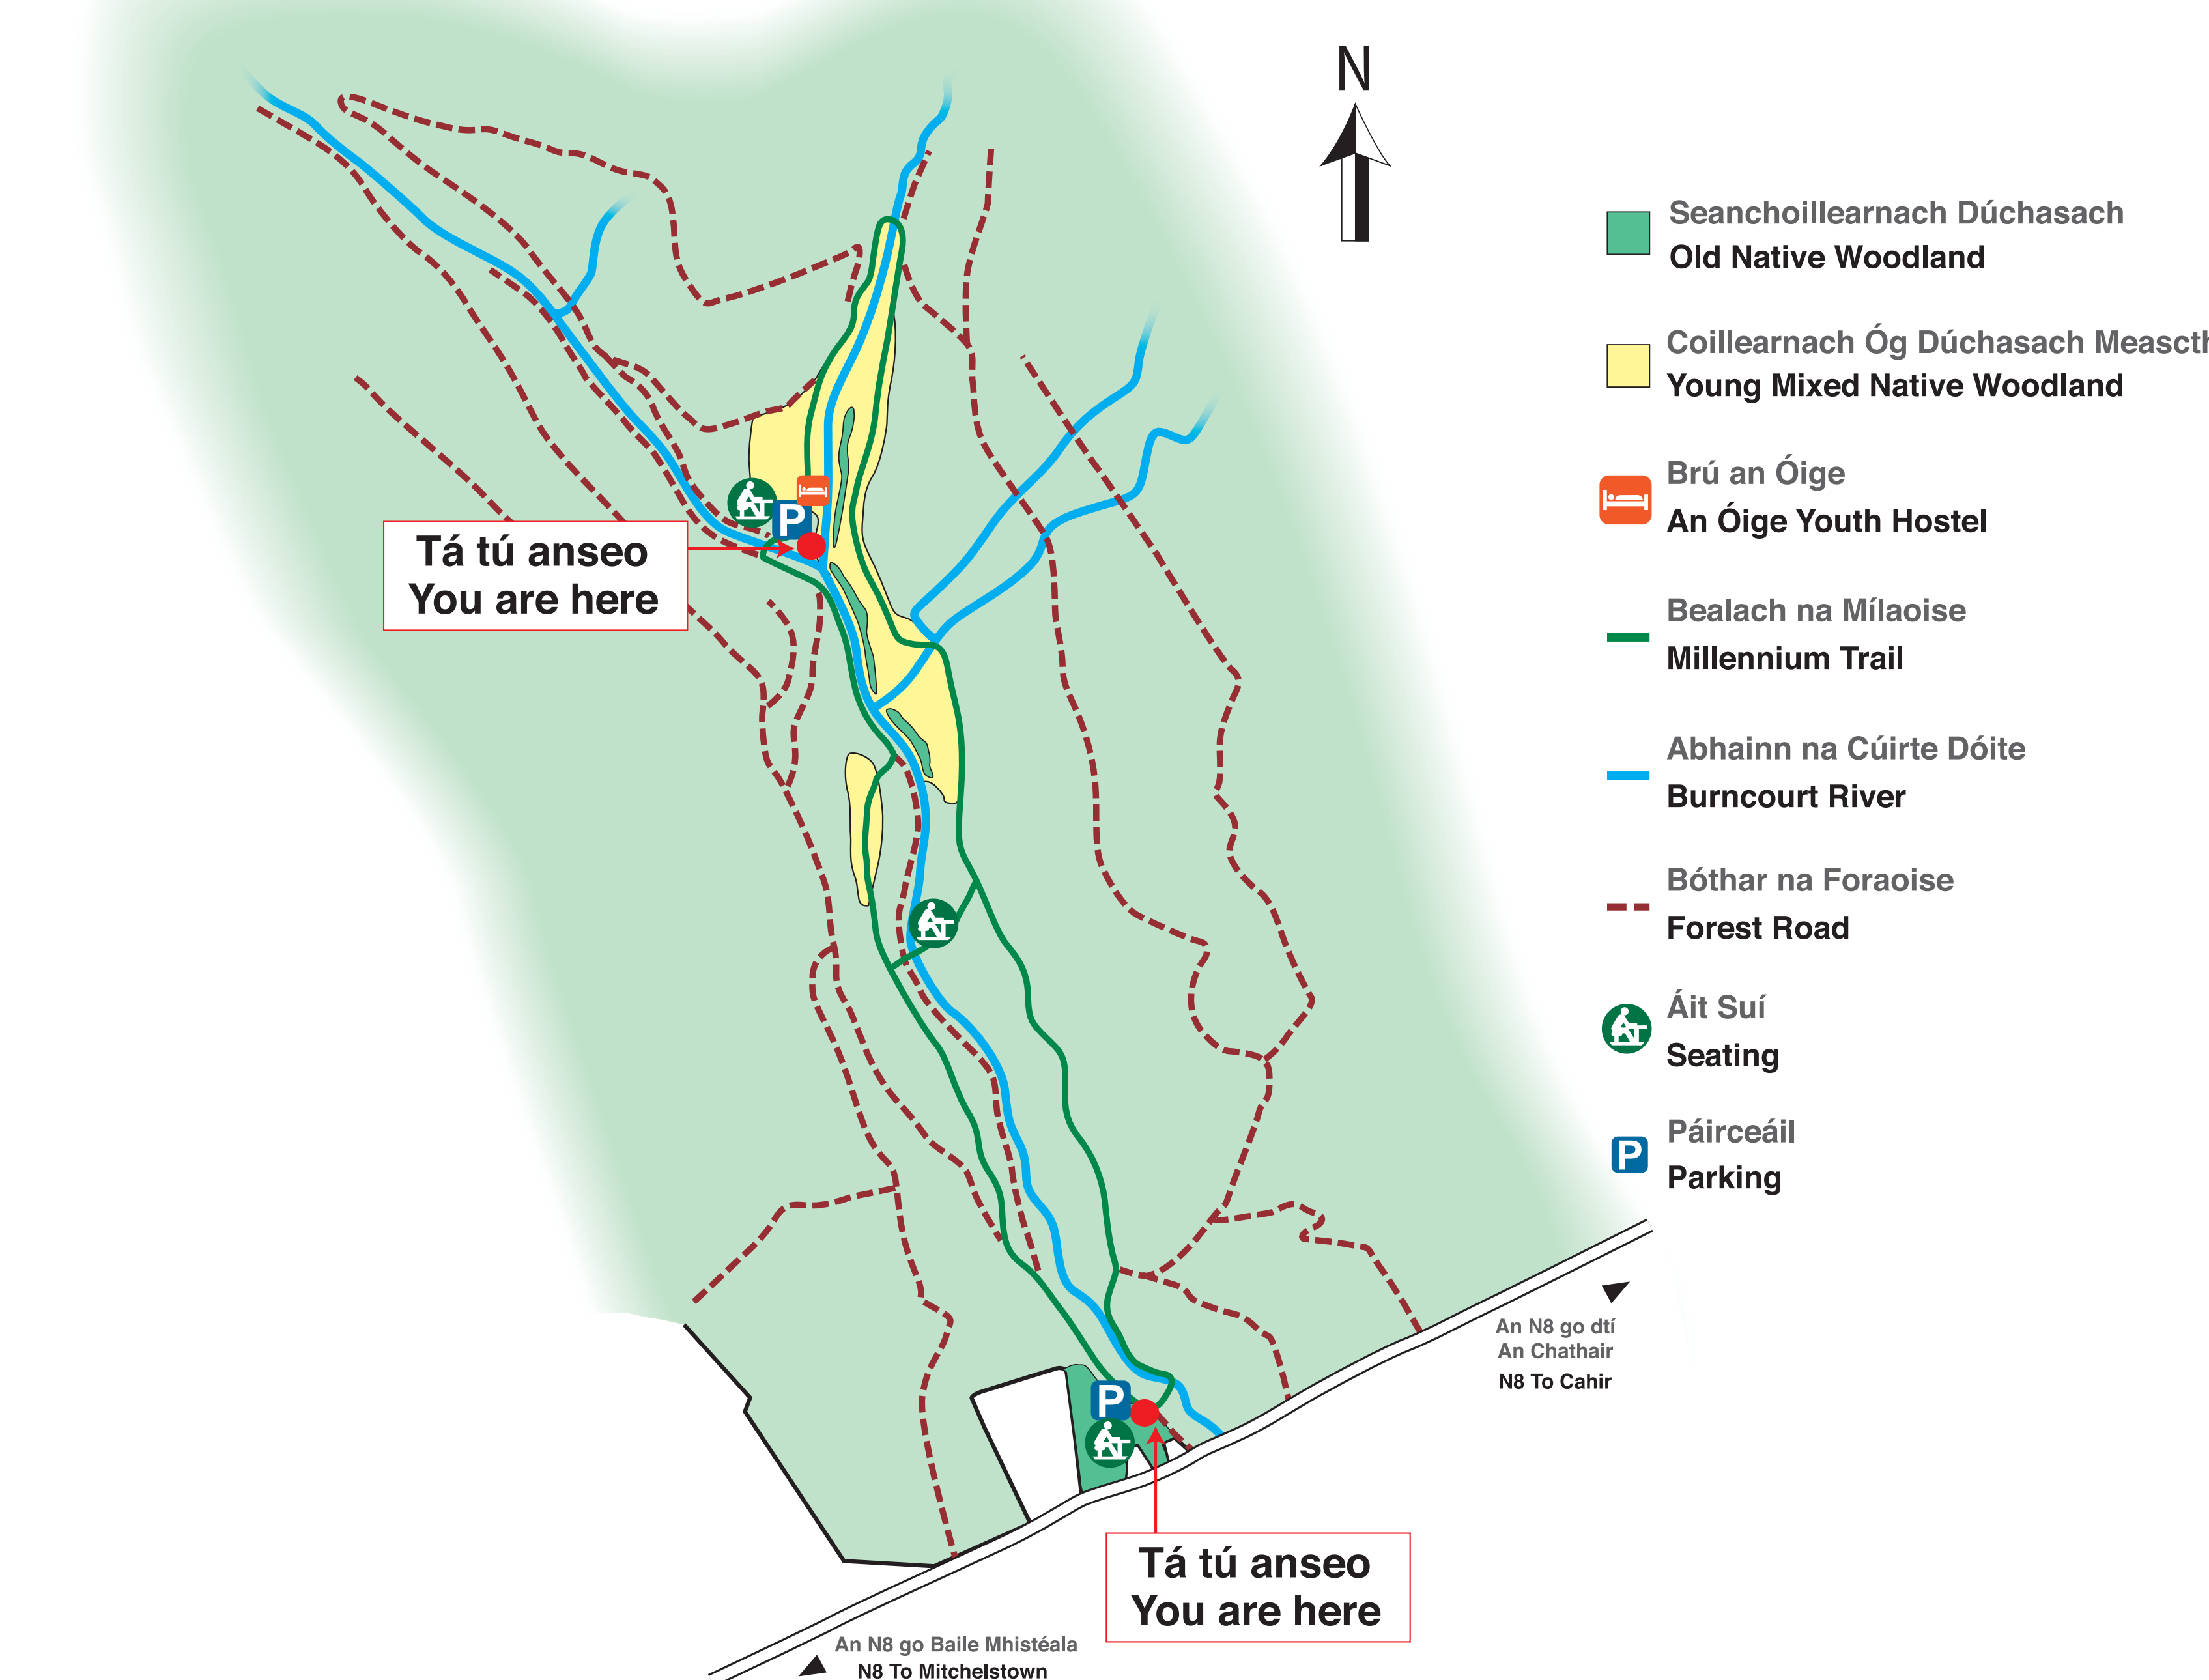 N
Seanchoillearnach Dúchasach
Old Native Woodland
Coillearnach Óg Dúchasach
Young Mixed Native Woodland
Brú an Óige
An Óige Youth Hostel
Bealach na Mílaoise
Millennium Trail
Abhainn na Cúirte Dóite
Burncourt River
Bóthar na Foraoise
Forest Road
Áit Suí
Seating
Páirceáil
Parking
P
P
P
Tá tú anseo
You are here
An N8 go dtí
An Chathair
N8 To Cahir
Tá tú anseo
You are here
An N8 go Baile Mhistéala
N8 To Mitchelstown